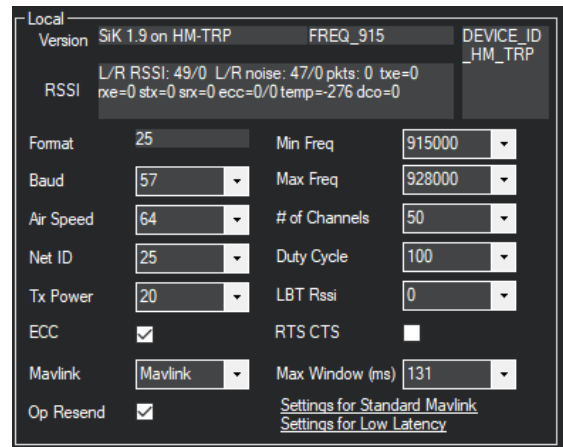 Local
Version SiK 1.9 on HM-TRP FREQ_915 DEVICE_ID
_HM_TRP
RSSI L/R RSSI: 49/0 L/R noise: 47/0 pkts: 0 txe=0
rxe=0 stx=0 srx=0 ecc=0/0 temp=-276 dco=0
Format 25 Min Freq 915000
Baud 57 Max Freq 928000
Air Speed 64 # of Channels 50
Net ID 25 Duty Cycle 100
Tx Power 20 LBT Rssi 0
ECC RTS CTS
Mavlink Mavlink Max Window (ms) 131
Op Resend Settings for Standard Mavlink
Settings for Low Latency